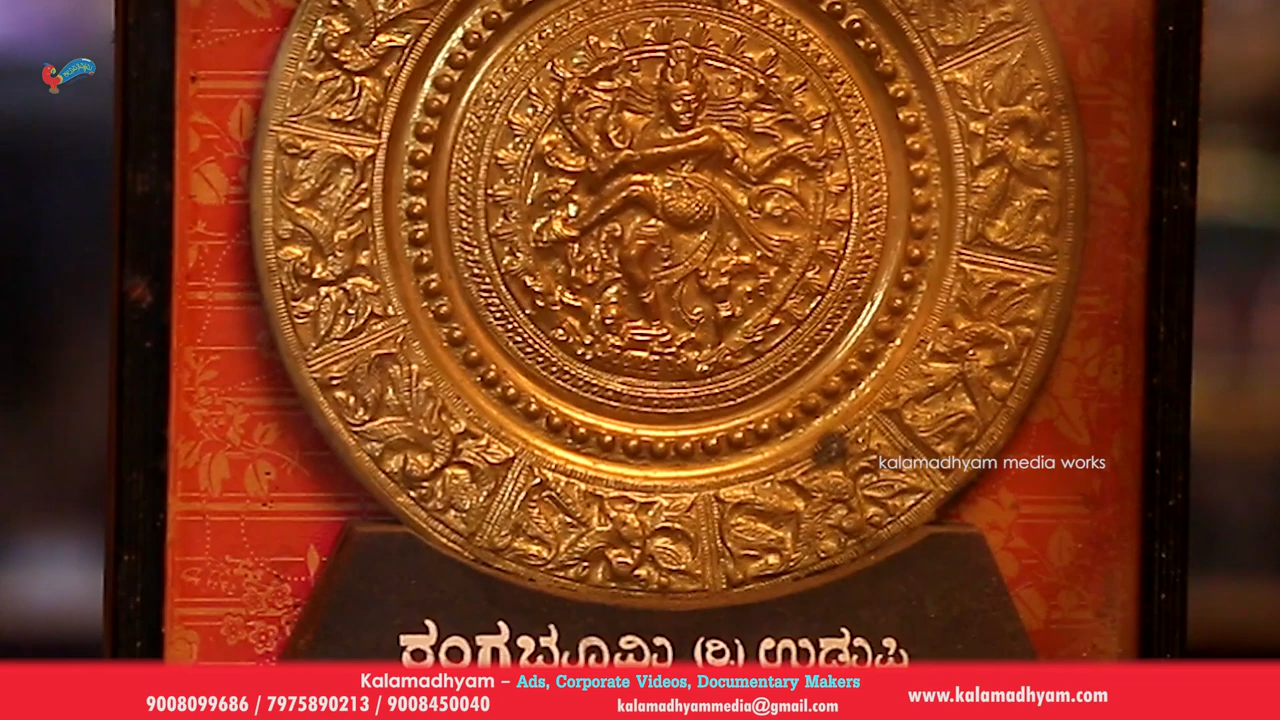 kalamadhyam media works
ರಂಗಭೂಮಿ (ರಿ.) ಉಡುಪಿ
Kalamadhyam – Ads, Corporate Videos, Documentary Makers
9008099686 / 7975890213 / 9008450040
kalamadhyammedia@gmail.com
www.kalamadhyam.com